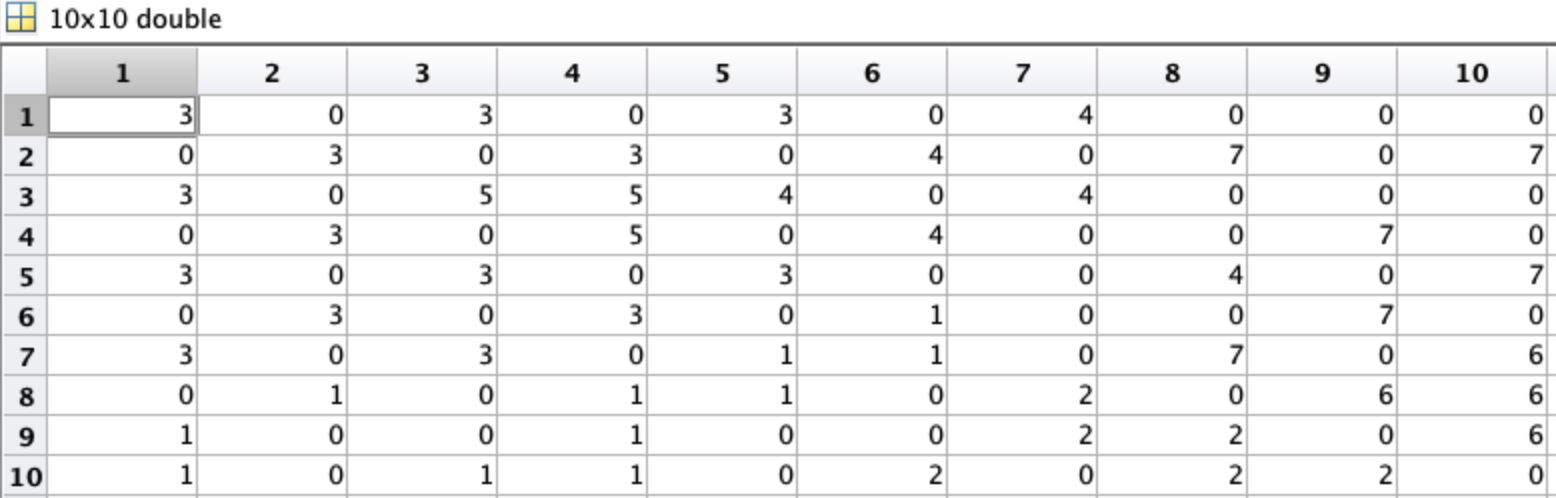 10x10 double
1 2 3 4 5 6 7 8 9 10
1 3 0 3 0 3 0 4 0 0 0
2 0 3 0 3 0 4 0 7 0 7
3 3 0 5 5 4 0 4 0 0 0
4 0 3 0 5 0 4 0 0 7 0
5 3 0 3 0 3 0 0 4 0 7
6 0 3 0 3 0 1 0 0 7 0
7 3 0 3 0 1 1 0 7 0 6
8 0 1 0 1 1 0 2 0 6 6
9 1 0 0 1 0 0 2 2 0 6
10 1 0 1 1 0 2 0 2 2 0